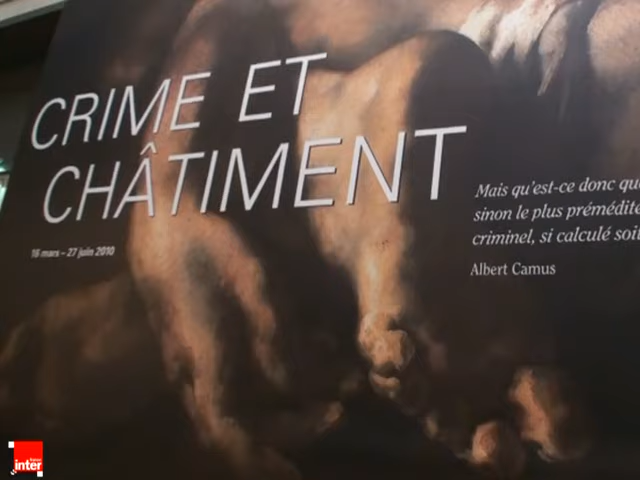 CRIME ET
CHÂTIMENT
16 mars – 27 juin 2010
Mais qu'est-ce donc qu
sinon le plus prémédité
criminel, si calculé soit
Albert Camus
france
inter